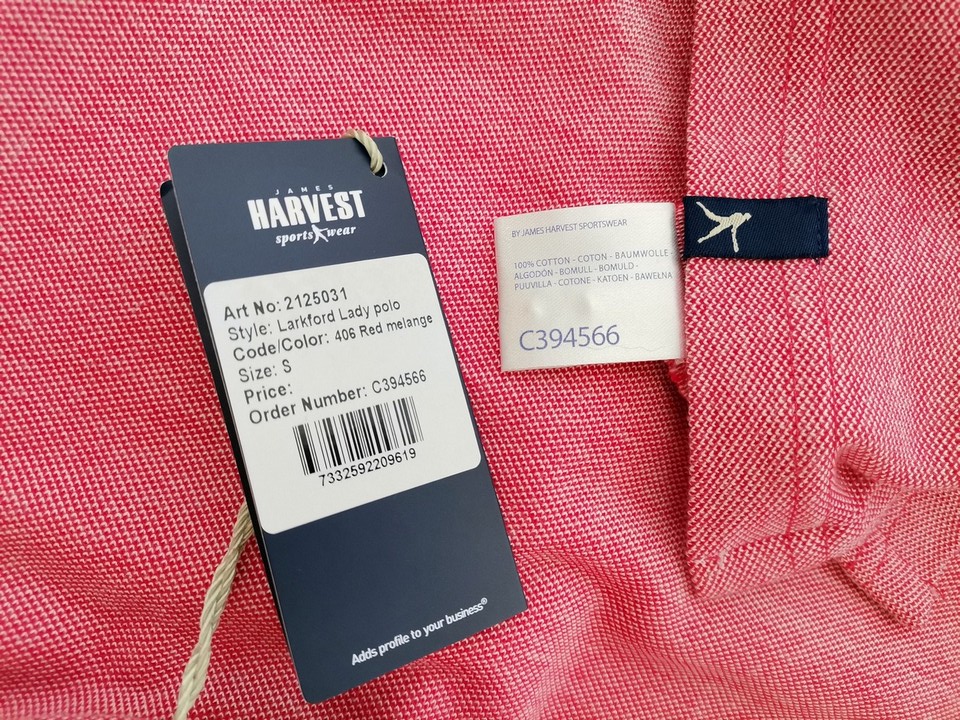 JAMES
HARVEST
sportswear
Art No: 2125031
Style: Larkford Lady polo
Code/Color: 406 Red melange
Size: S
Price:
Order Number: C394566
7332592209619
Adds profile to your business®
BY JAMES HARVEST SPORTSWEAR
100% COTTON - COTON - BAUMWOLLE -
ALGODÓN - BOMULL - BOMULD -
PUUVILLA - COTONE - KATOEN - BAWEŁNA
C394566